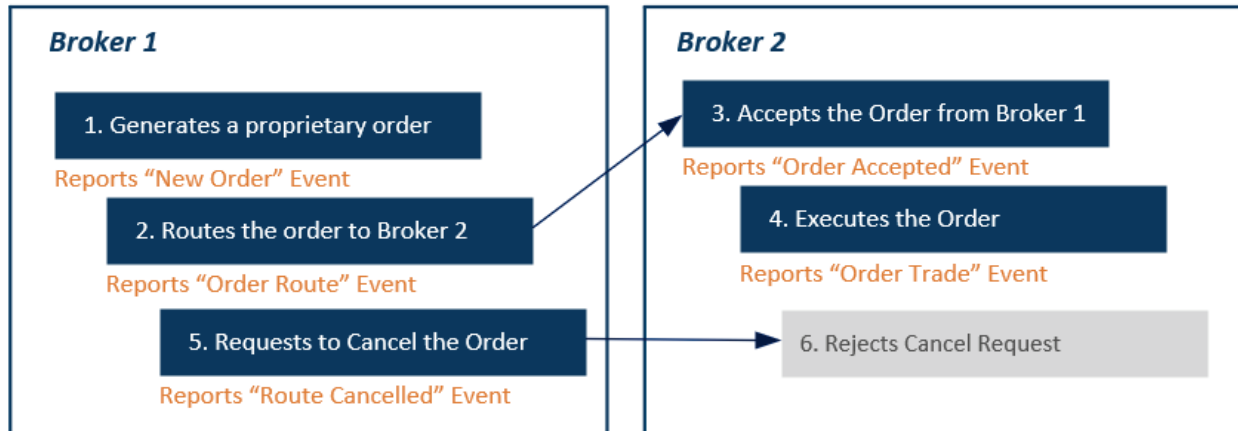 Broker 1
1. Generates a proprietary order
Reports “New Order” Event
2. Routes the order to Broker 2
Reports “Order Route” Event
5. Requests to Cancel the Order
Reports “Route Cancelled” Event
Broker 2
3. Accepts the Order from Broker 1
Reports “Order Accepted” Event
4. Executes the Order
Reports “Order Trade” Event
6. Rejects Cancel Request